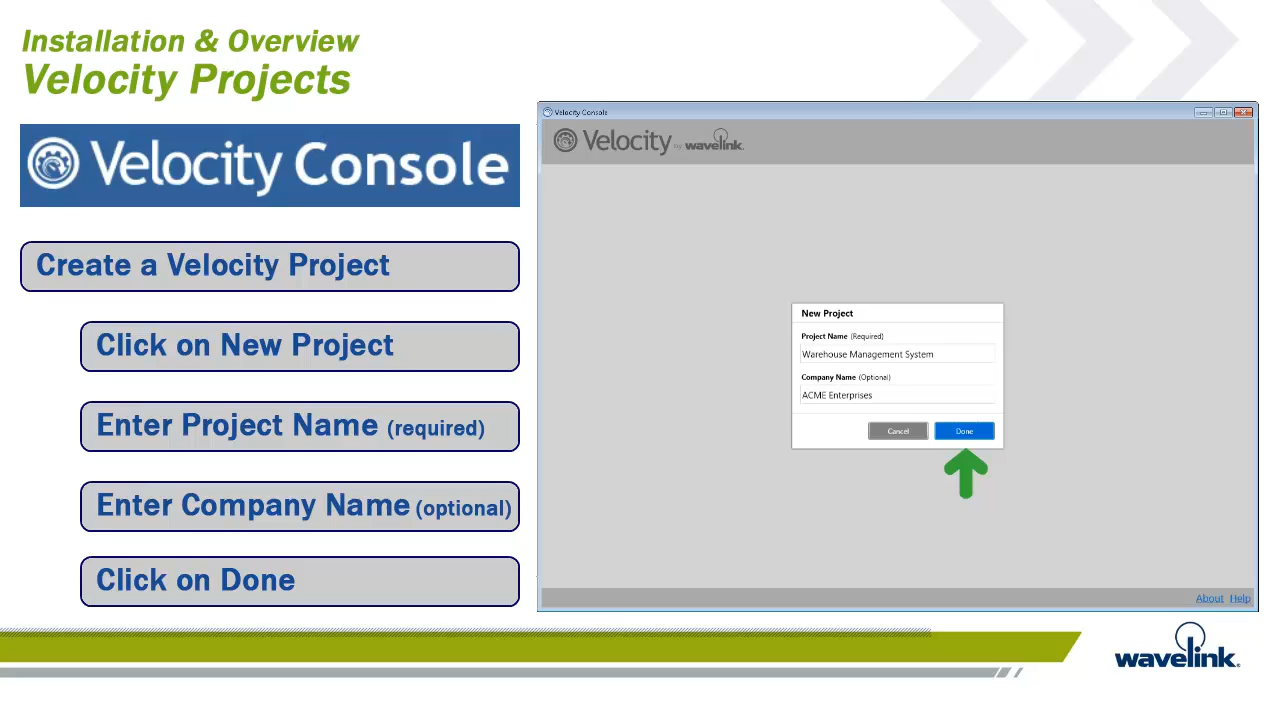 Installation & Overview
Velocity Projects
Velocity Console
Create a Velocity Project
Click on New Project
Enter Project Name (required)
Enter Company Name (optional)
Click on Done
Velocity Console
Velocity by wavelink.
New Project
Project Name (Required)
Warehouse Management System
Company Name (Optional)
ACME Enterprises
Cancel Done
About Help
wavelink®